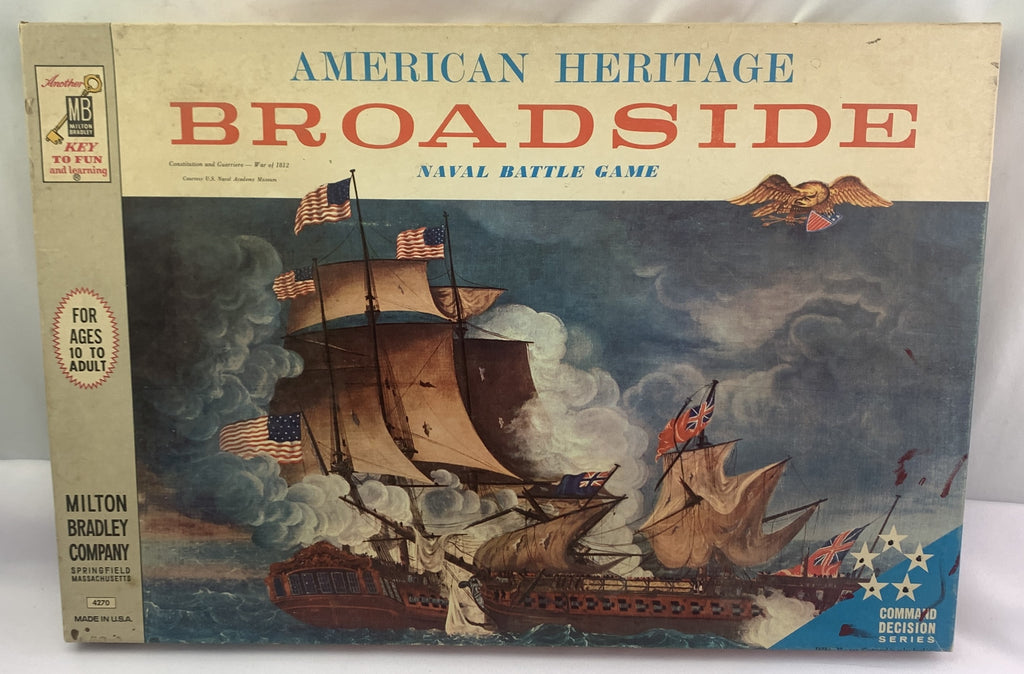 AMERICAN HERITAGE
BROADSIDE
NAVAL BATTLE GAME
Constitution and Guerriere — War of 1812
Courtesy U.S. Naval Academy Museum
Another
MB
MILTON
BRADLEY
KEY
TO FUN
and learning
®
FOR
AGES
10 TO
ADULT
MILTON
BRADLEY
COMPANY
SPRINGFIELD
MASSACHUSETTS
4270
MADE IN U.S.A.
COMMAND
DECISION
SERIES